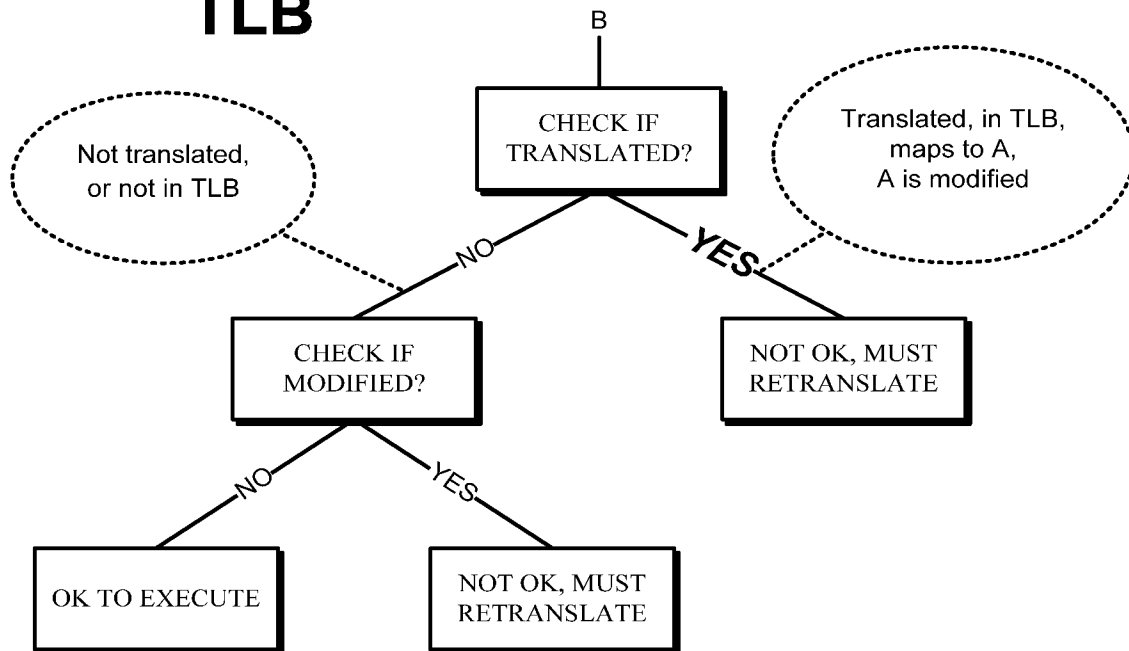 TLB
B
CHECK IF
TRANSLATED?
Not translated,
or not in TLB
Translated, in TLB,
maps to A,
A is modified
NO
YES
CHECK IF
MODIFIED?
NOT OK, MUST
RETRANSLATE
NO
YES
OK TO EXECUTE
NOT OK, MUST
RETRANSLATE